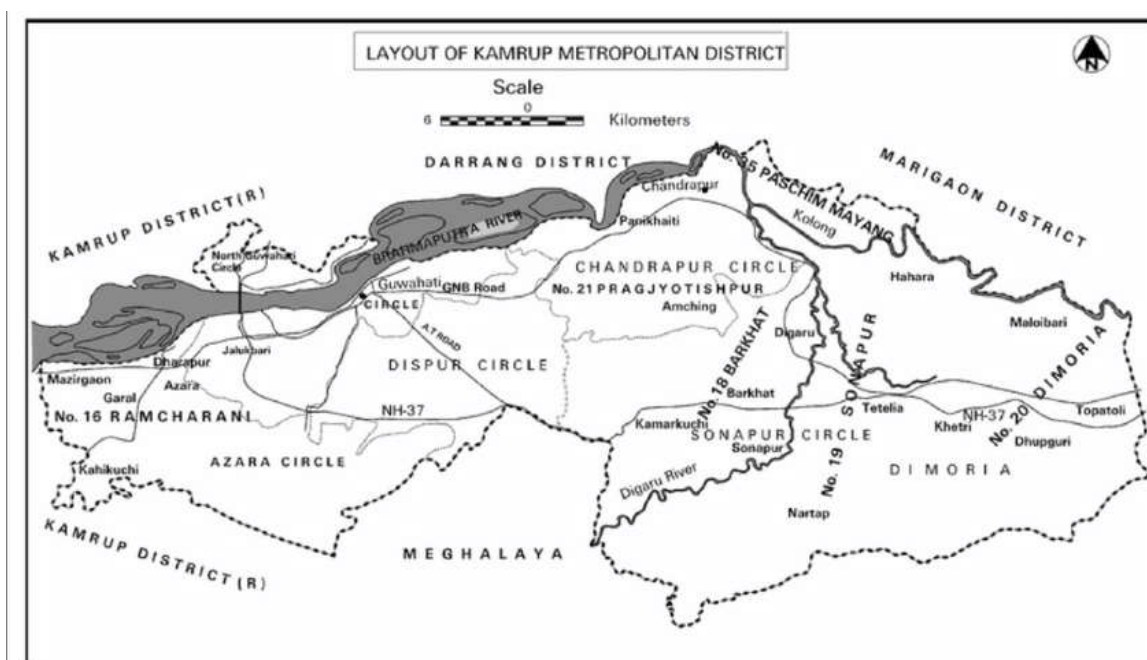 LAYOUT OF KAMRUP METROPOLITAN DISTRICT
N
Scale
0
6
Kilometers
DARRANG DISTRICT
No. 35 PASCHIM MAYANG
MARIGAON DISTRICT
KAMRUP DISTRICT(R)
Chandrapur
Kolong
BRAHMAPUTRA RIVER
Panikhaiti
North Guwahati
Circle
CHANDRAPUR CIRCLE
Hahara
Guwahati
GNB Road
No. 21 PRAGJYOTISHPUR
CIRCLE
Amching
Maloibari
Digaru
A.T ROAD
Jalukbari
Dharapur
DISPUR CIRCLE
No. 18 BARKHAT
Mazirgaon
Azara
Garal
Barkhat
No. 16 RAMCHARANI
NH-37
Tetelia
NH-37
Topatoli
Kamarkuchi
Khetri
No. 20 DIMORIA
SONAPUR CIRCLE
Dhupguri
Sonapur
No. 19 SONAPUR
AZARA CIRCLE
Kahikuchi
DIMORIA
Digaru River
Nartap
KAMRUP DISTRICT(R)
MEGHALAYA